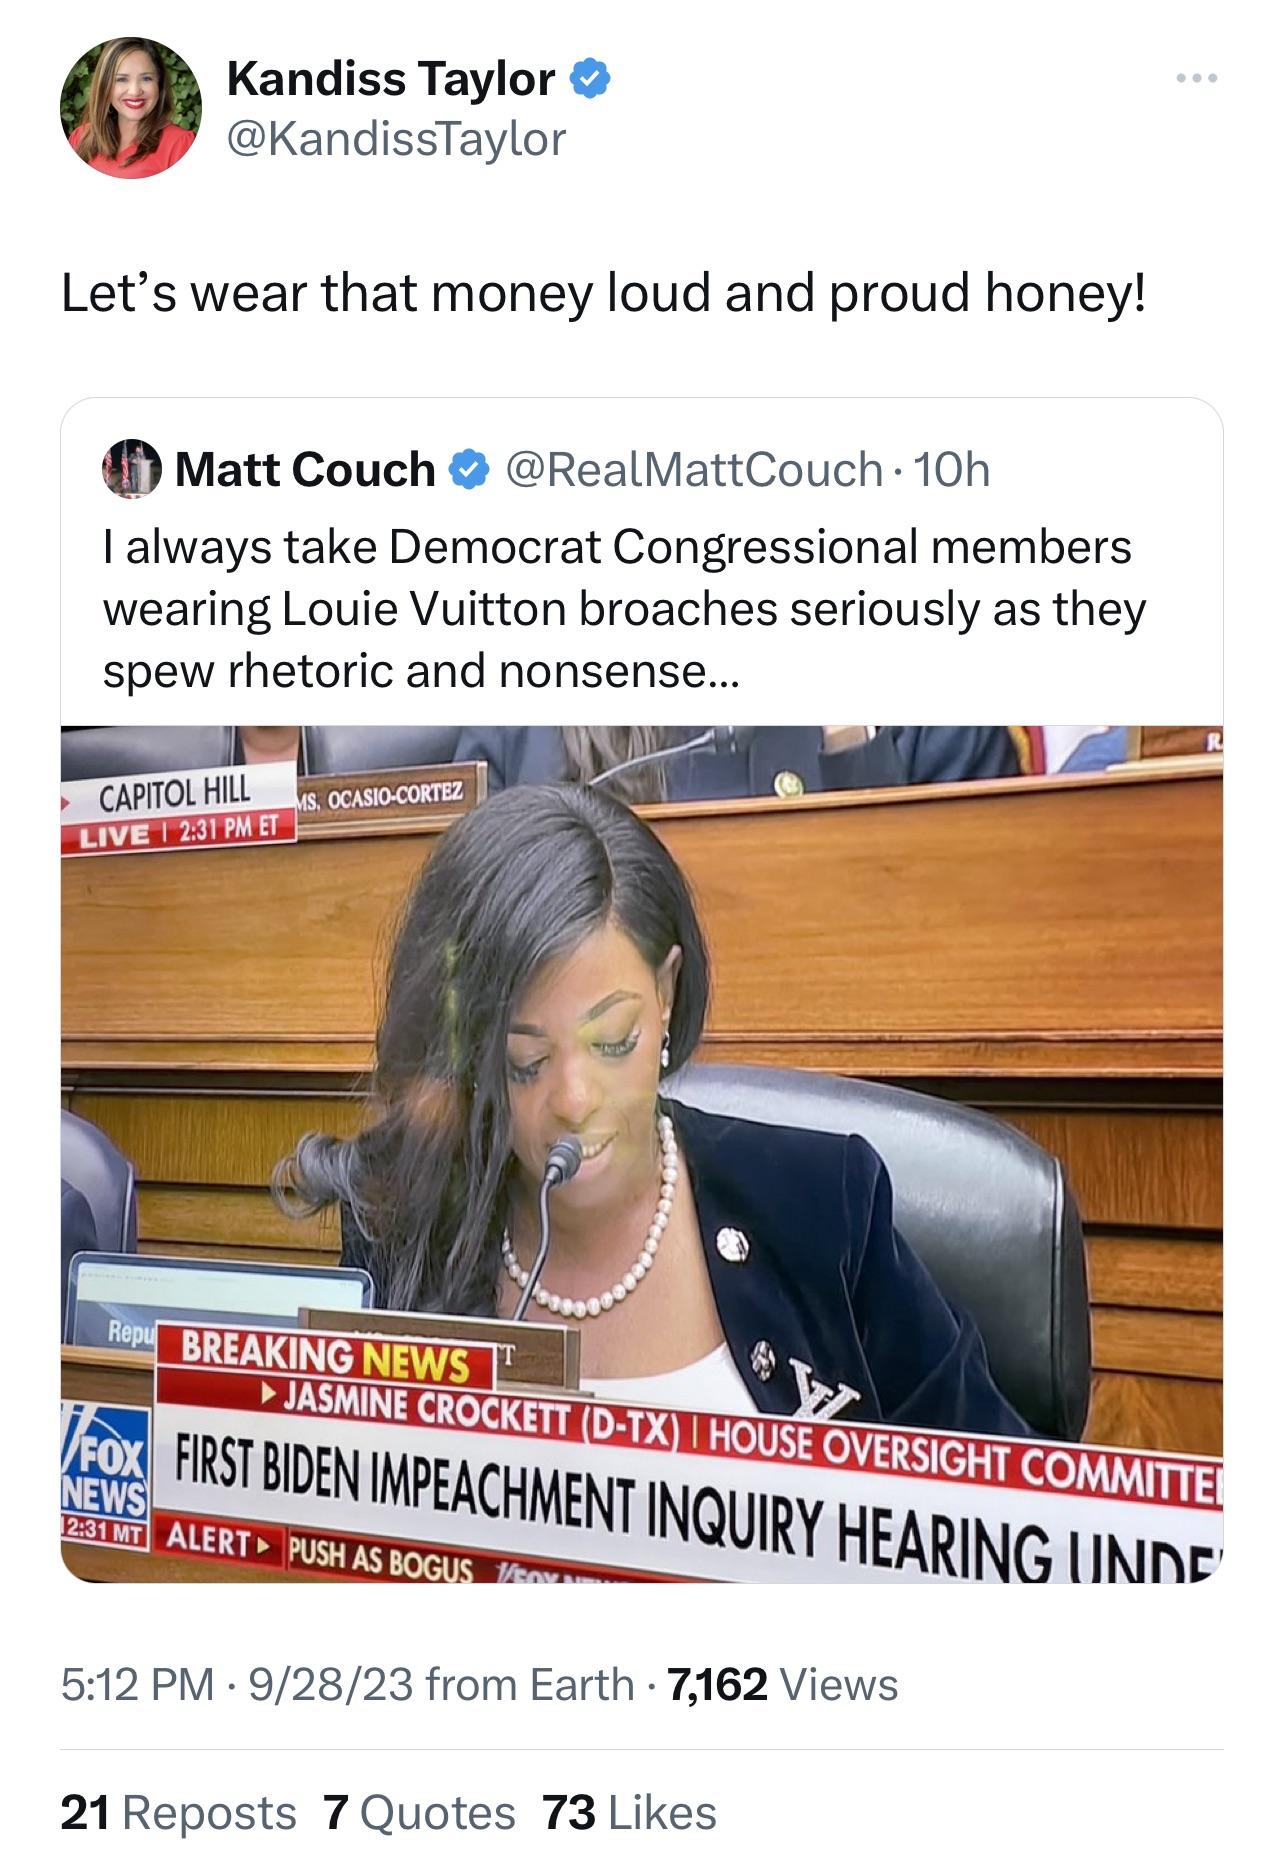 Kandiss Taylor
@KandissTaylor
Let's wear that money loud and proud honey!
Matt Couch @RealMattCouch · 10h
I always take Democrat Congressional members
wearing Louie Vuitton broaches seriously as they
spew rhetoric and nonsense...
CAPITOL HILL
LIVE | 2:31 PM ET
MS. OCASIO-CORTEZ
R
Repu
BREAKING NEWS
T
JASMINE CROCKETT (D-TX) | HOUSE OVERSIGHT COMMITTEE
FOX
NEWS
12:31 MT
FIRST BIDEN IMPEACHMENT INQUIRY HEARING UNDE
ALERT
PUSH AS BOGUS
5:12 PM · 9/28/23 from Earth · 7,162 Views
21 Reposts 7 Quotes 73 Likes